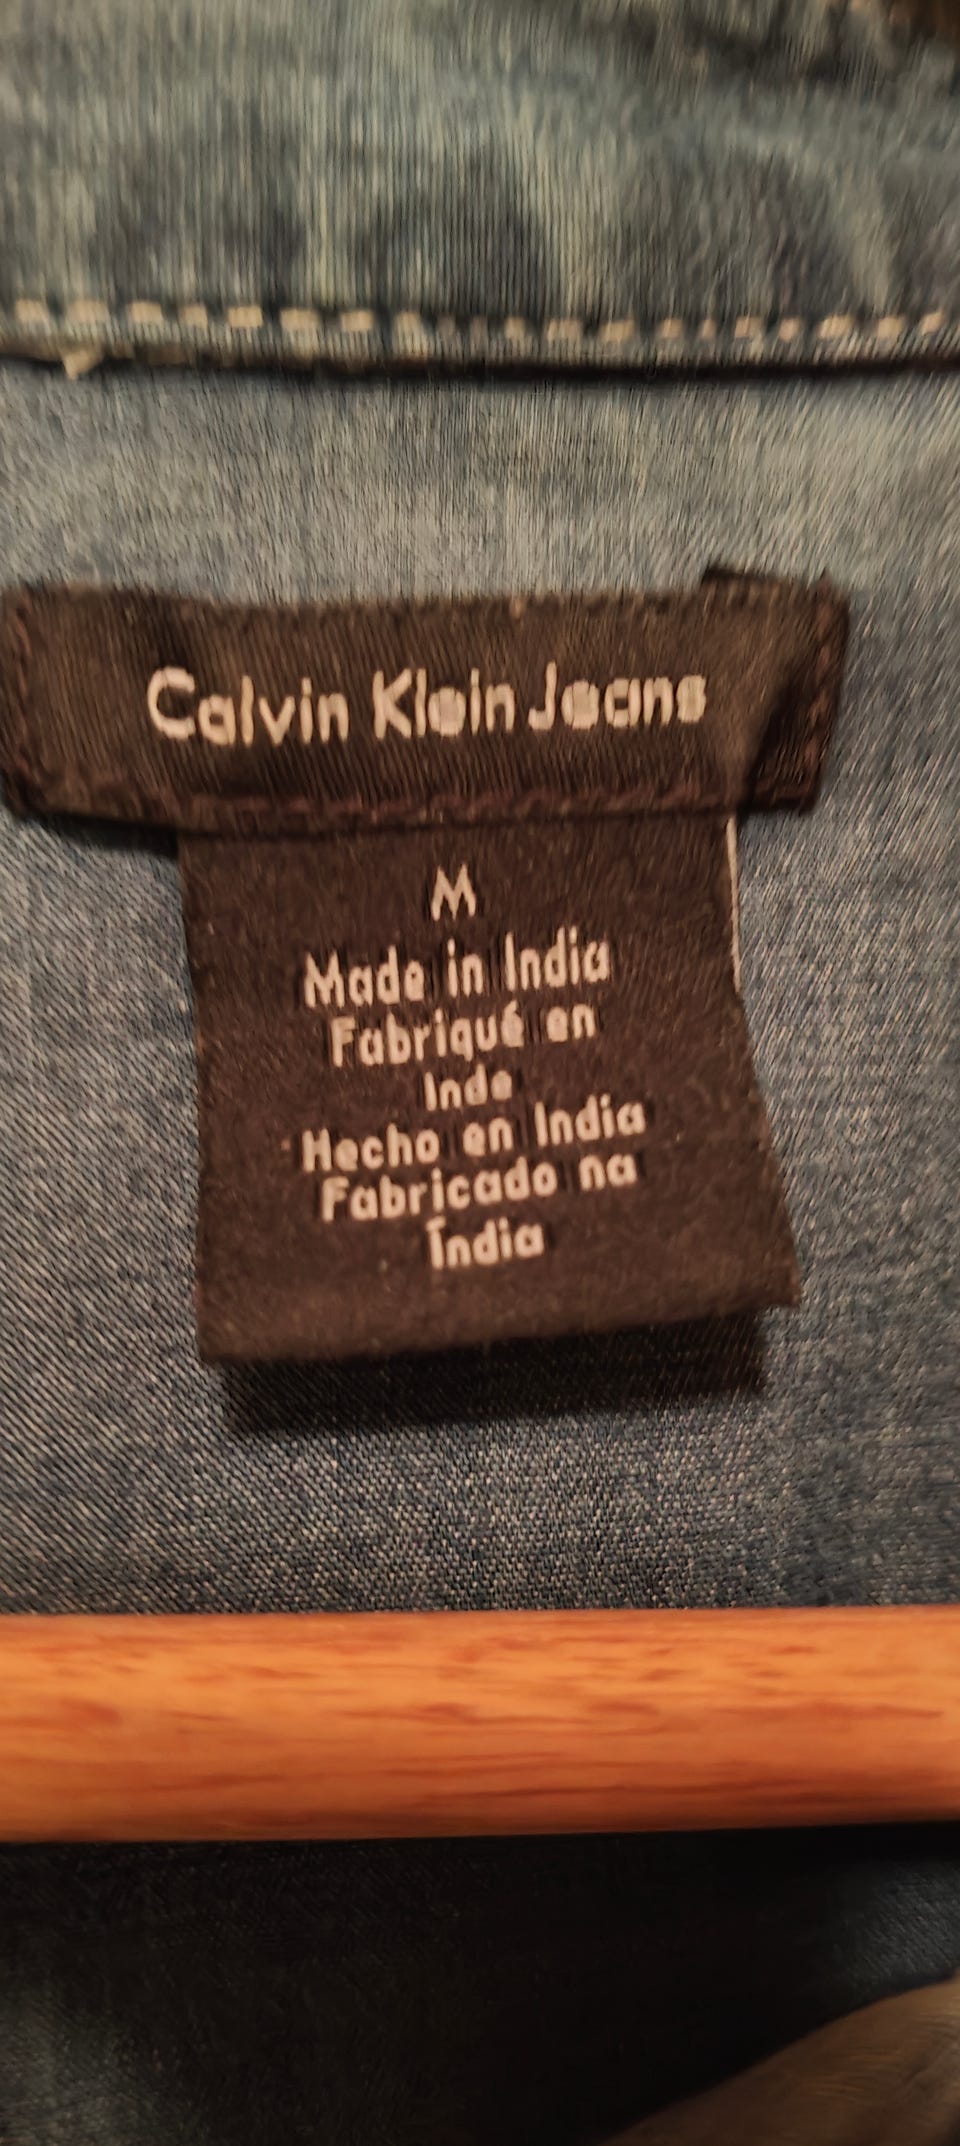 Calvin Klein Jeans
M
Made in India
Fabriqué en
Inde
Hecho en India
Fabricado na
Índia